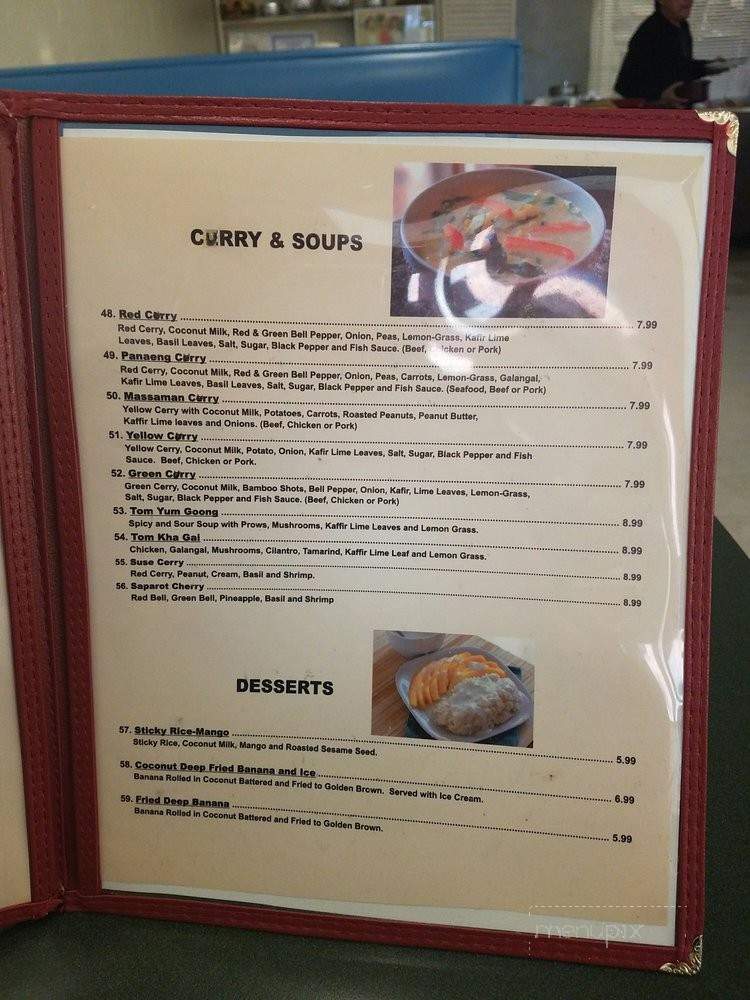 CURRY & SOUPS
48. Red Curry 7.99
Red Cerry, Coconut Milk, Red & Green Bell Pepper, Onion, Peas, Lemon-Grass, Kafir Lime
Leaves, Basil Leaves, Salt, Sugar, Black Pepper and Fish Sauce. (Beef, Chicken or Pork)
49. Panaeng Curry 7.99
Red Cerry, Coconut Milk, Red & Green Bell Pepper, Onion, Peas, Carrots, Lemon-Grass, Galangal,
Kafir Lime Leaves, Basil Leaves, Salt, Sugar, Black Pepper and Fish Sauce. (Seafood, Beef or Pork)
50. Massaman Curry 7.99
Yellow Cerry with Coconut Milk, Potatoes, Carrots, Roasted Peanuts, Peanut Butter,
Kaffir Lime leaves and Onions. (Beef, Chicken or Pork)
51. Yellow Curry 7.99
Yellow Cerry, Coconut Milk, Potato, Onion, Kafir Lime Leaves, Salt, Sugar, Black Pepper and Fish
Sauce. Beef, Chicken or Pork.
52. Green Curry 7.99
Green Cerry, Coconut Milk, Bamboo Shots, Bell Pepper, Onion, Kafir, Lime Leaves, Lemon-Grass,
Salt, Sugar, Black Pepper and Fish Sauce. (Beef, Chicken or Pork)
53. Tom Yum Goong 8.99
Spicy and Sour Soup with Prows, Mushrooms, Kaffir Lime Leaves and Lemon Grass.
54. Tom Kha Gai 8.99
Chicken, Galangal, Mushrooms, Cilantro, Tamarind, Kaffir Lime Leaf and Lemon Grass.
55. Suse Cerry 8.99
Red Cerry, Peanut, Cream, Basil and Shrimp.
56. Saparot Cherry 8.99
Red Bell, Green Bell, Pineapple, Basil and Shrimp
DESSERTS
57. Sticky Rice-Mango 5.99
Sticky Rice, Coconut Milk, Mango and Roasted Sesame Seed.
58. Coconut Deep Fried Banana and Ice 6.99
Banana Rolled in Coconut Battered and Fried to Golden Brown. Served with Ice Cream.
59. Fried Deep Banana 5.99
Banana Rolled in Coconut Battered and Fried to Golden Brown.
menupix